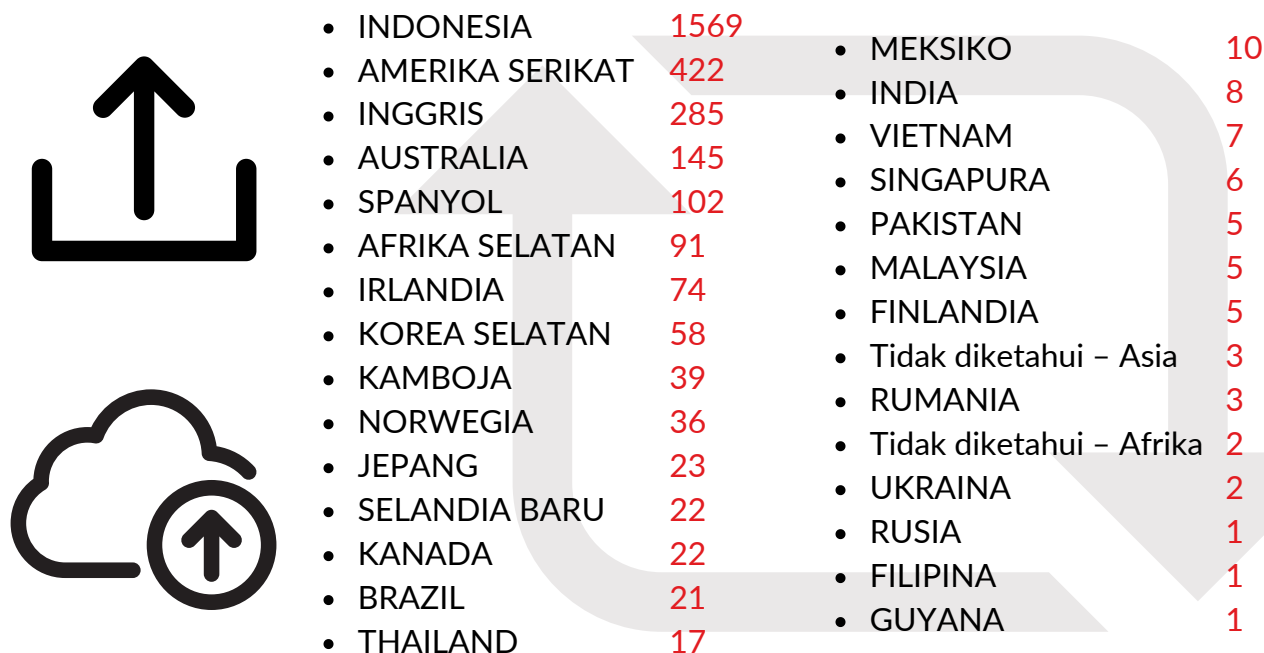 • INDONESIA 1569
• AMERIKA SERIKAT 422
• INGGRIS 285
• AUSTRALIA 145
• SPANYOL 102
• AFRIKA SELATAN 91
• IRLANDIA 74
• KOREA SELATAN 58
• KAMBOJA 39
• NORWEGIA 36
• JEPANG 23
• SELANDIA BARU 22
• KANADA 22
• BRAZIL 21
• THAILAND 17
• MEKSIKO 10
• INDIA 8
• VIETNAM 7
• SINGAPURA 6
• PAKISTAN 5
• MALAYSIA 5
• FINLANDIA 5
• Tidak diketahui – Asia 3
• RUMANIA 3
• Tidak diketahui – Afrika 2
• UKRAINA 2
• RUSIA 1
• FILIPINA 1
• GUYANA 1